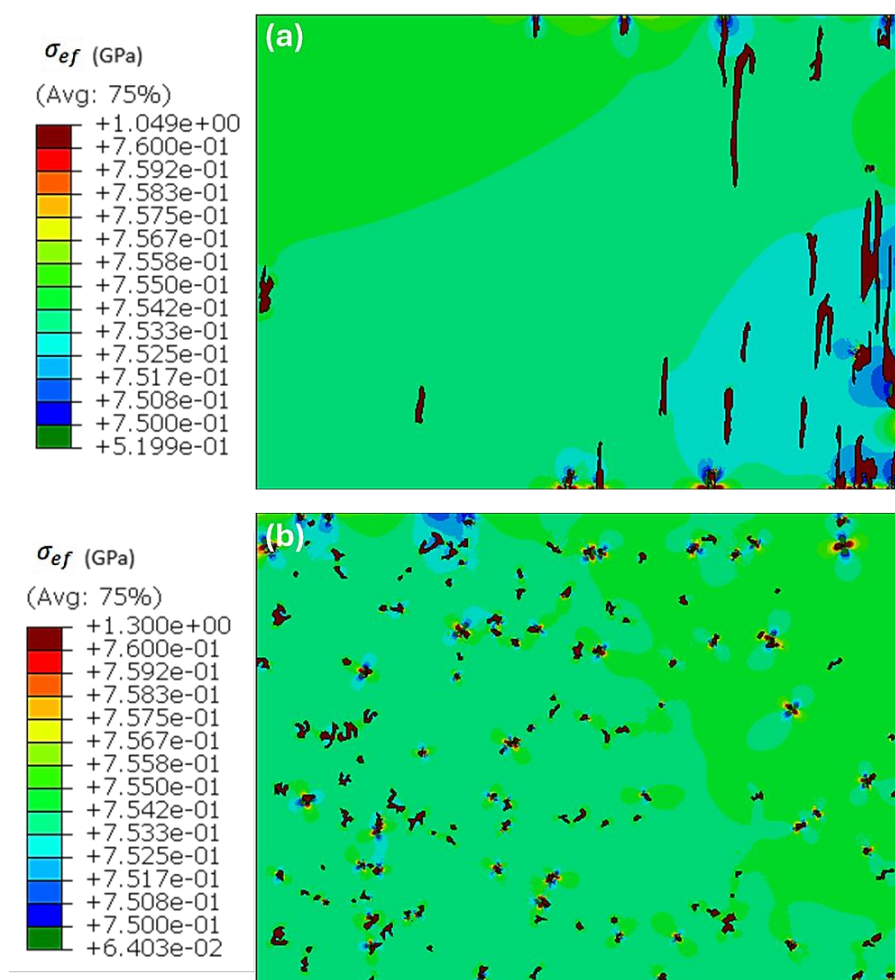 (a)
σef (GPa)
(Avg: 75%)
+1.049e+00
+7.600e-01
+7.592e-01
+7.583e-01
+7.575e-01
+7.567e-01
+7.558e-01
+7.550e-01
+7.542e-01
+7.533e-01
+7.525e-01
+7.517e-01
+7.508e-01
+7.500e-01
+5.199e-01
(b)
σef (GPa)
(Avg: 75%)
+1.300e+00
+7.600e-01
+7.592e-01
+7.583e-01
+7.575e-01
+7.567e-01
+7.558e-01
+7.550e-01
+7.542e-01
+7.533e-01
+7.525e-01
+7.517e-01
+7.508e-01
+7.500e-01
+6.403e-02